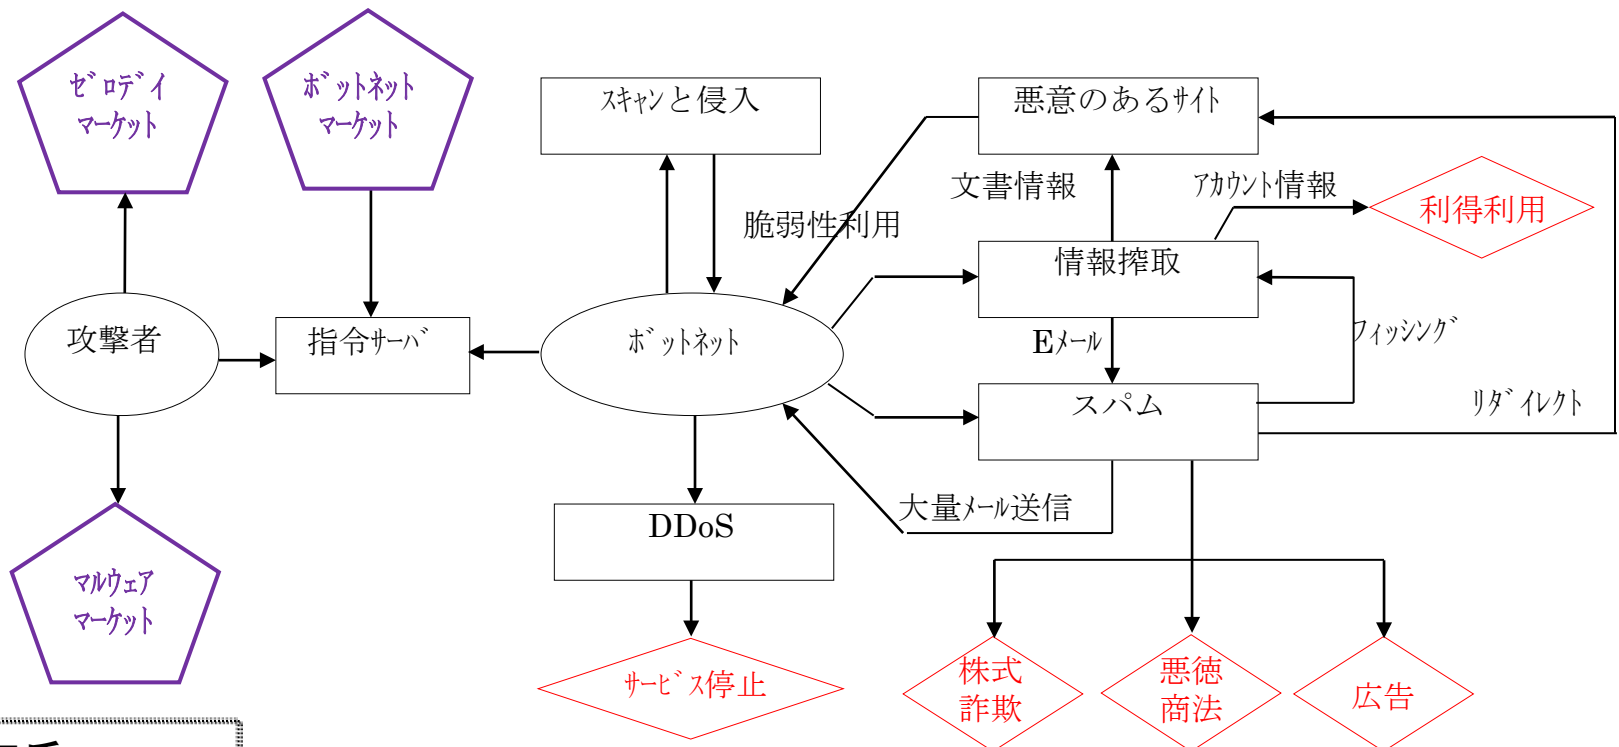 ゼロデイ
マーケット
ボットネット
マーケット
スキャンと侵入
悪意のあるサイト
文書情報
アカウント情報
利得利用
脆弱性利用
情報搾取
攻撃者
指令サーバ
ボットネット
Eメール
フィッシング
スパム
リダイレクト
大量メール送信
DDoS
マルウェア
マーケット
サービス停止
株式
詐欺
悪徳
商法
広告